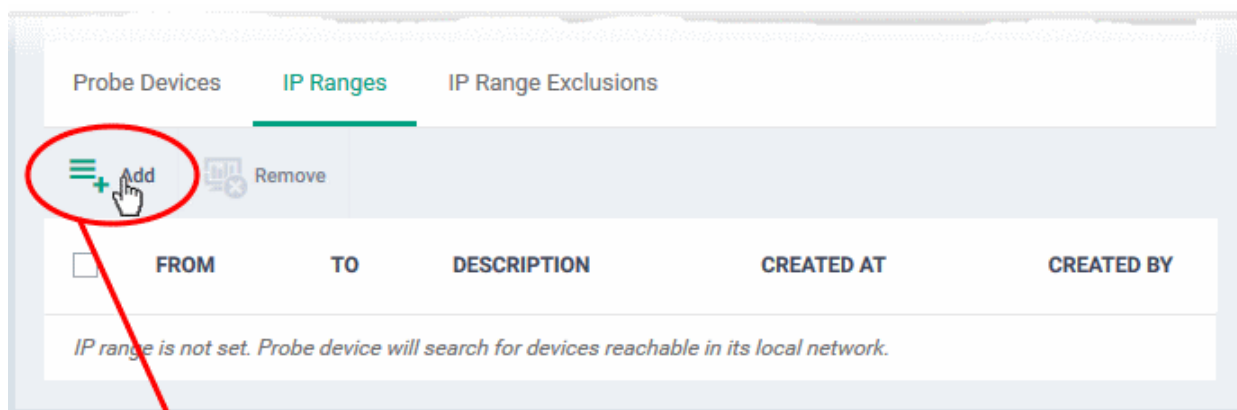 Probe Devices IP Ranges IP Range Exclusions
Add Remove
FROM TO DESCRIPTION CREATED AT CREATED BY
IP range is not set. Probe device will search for devices reachable in its local network.